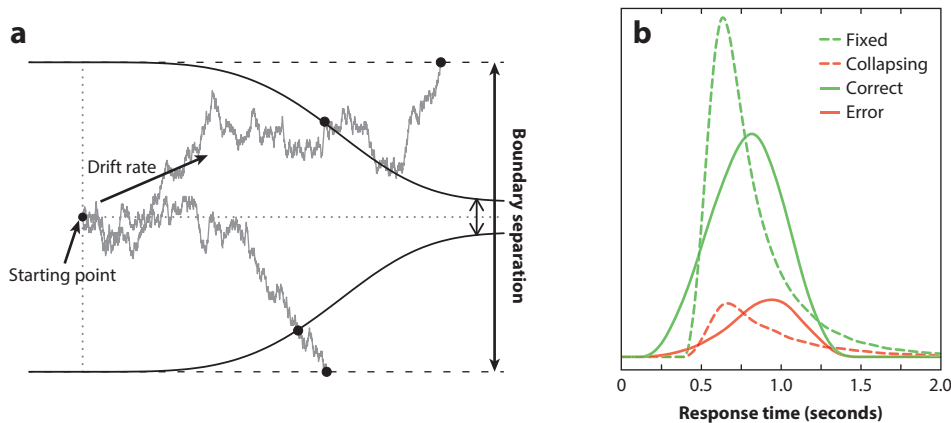 a
Drift rate
Starting point
Boundary separation
b
Fixed
Collapsing
Correct
Error
0
0.5
1.0
1.5
2.0
Response time (seconds)